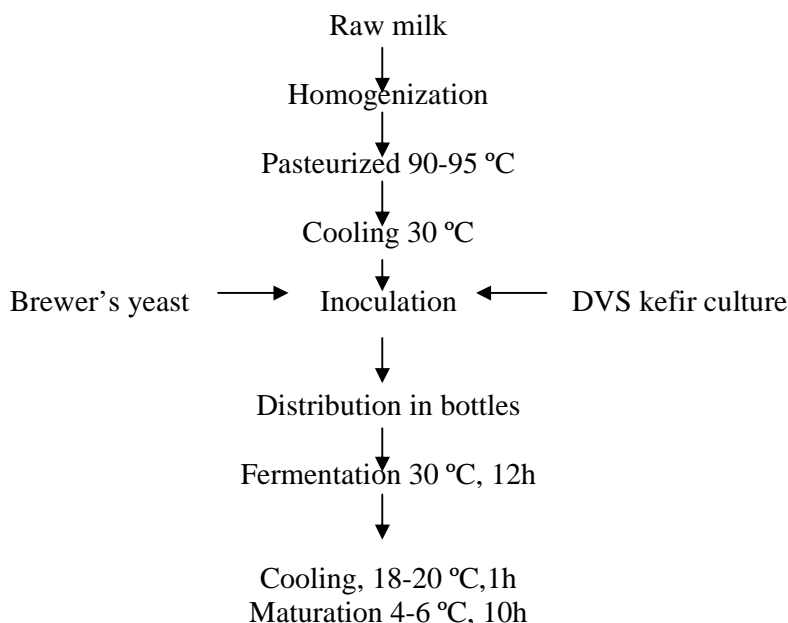 Raw milk
Homogenization
Pasteurized 90-95 ºC
Cooling 30 ºC
Brewer’s yeast Inoculation DVS kefir culture
Distribution in bottles
Fermentation 30 ºC, 12h
Cooling, 18-20 ºC,1h
Maturation 4-6 ºC, 10h